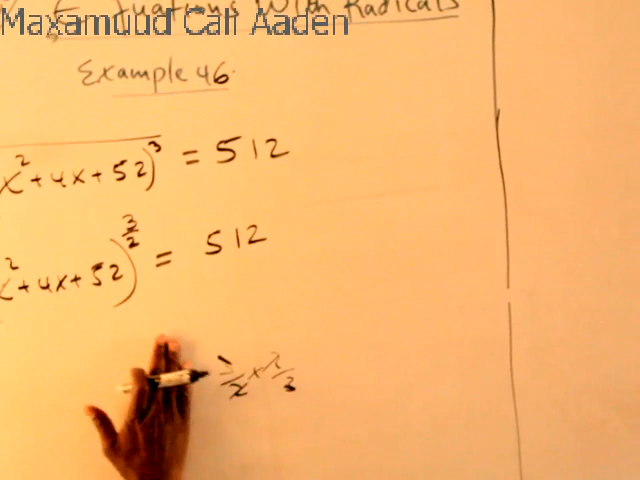 Maxamuud Cali Aaden
Equations With Radicals
Example 46.
x² + 4x + 52)³ = 512
x² + 4x + 52)^(3/2) = 512
3/2 × 2/3